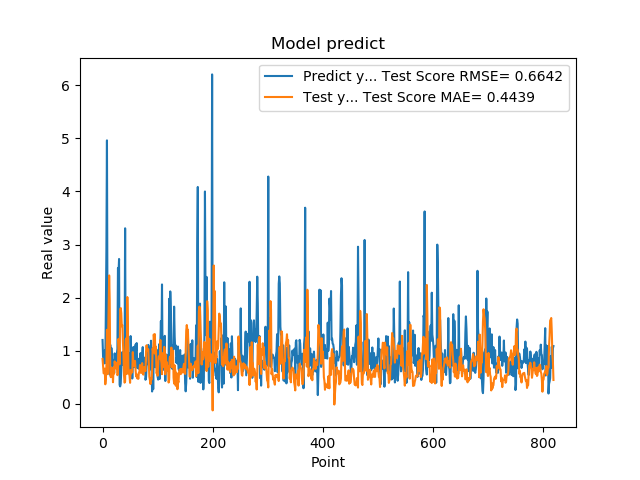 Model predict
Predict y... Test Score RMSE= 0.6642
Test y... Test Score MAE= 0.4439
Real value
6
5
4
3
2
1
0
0 200 400 600 800
Point